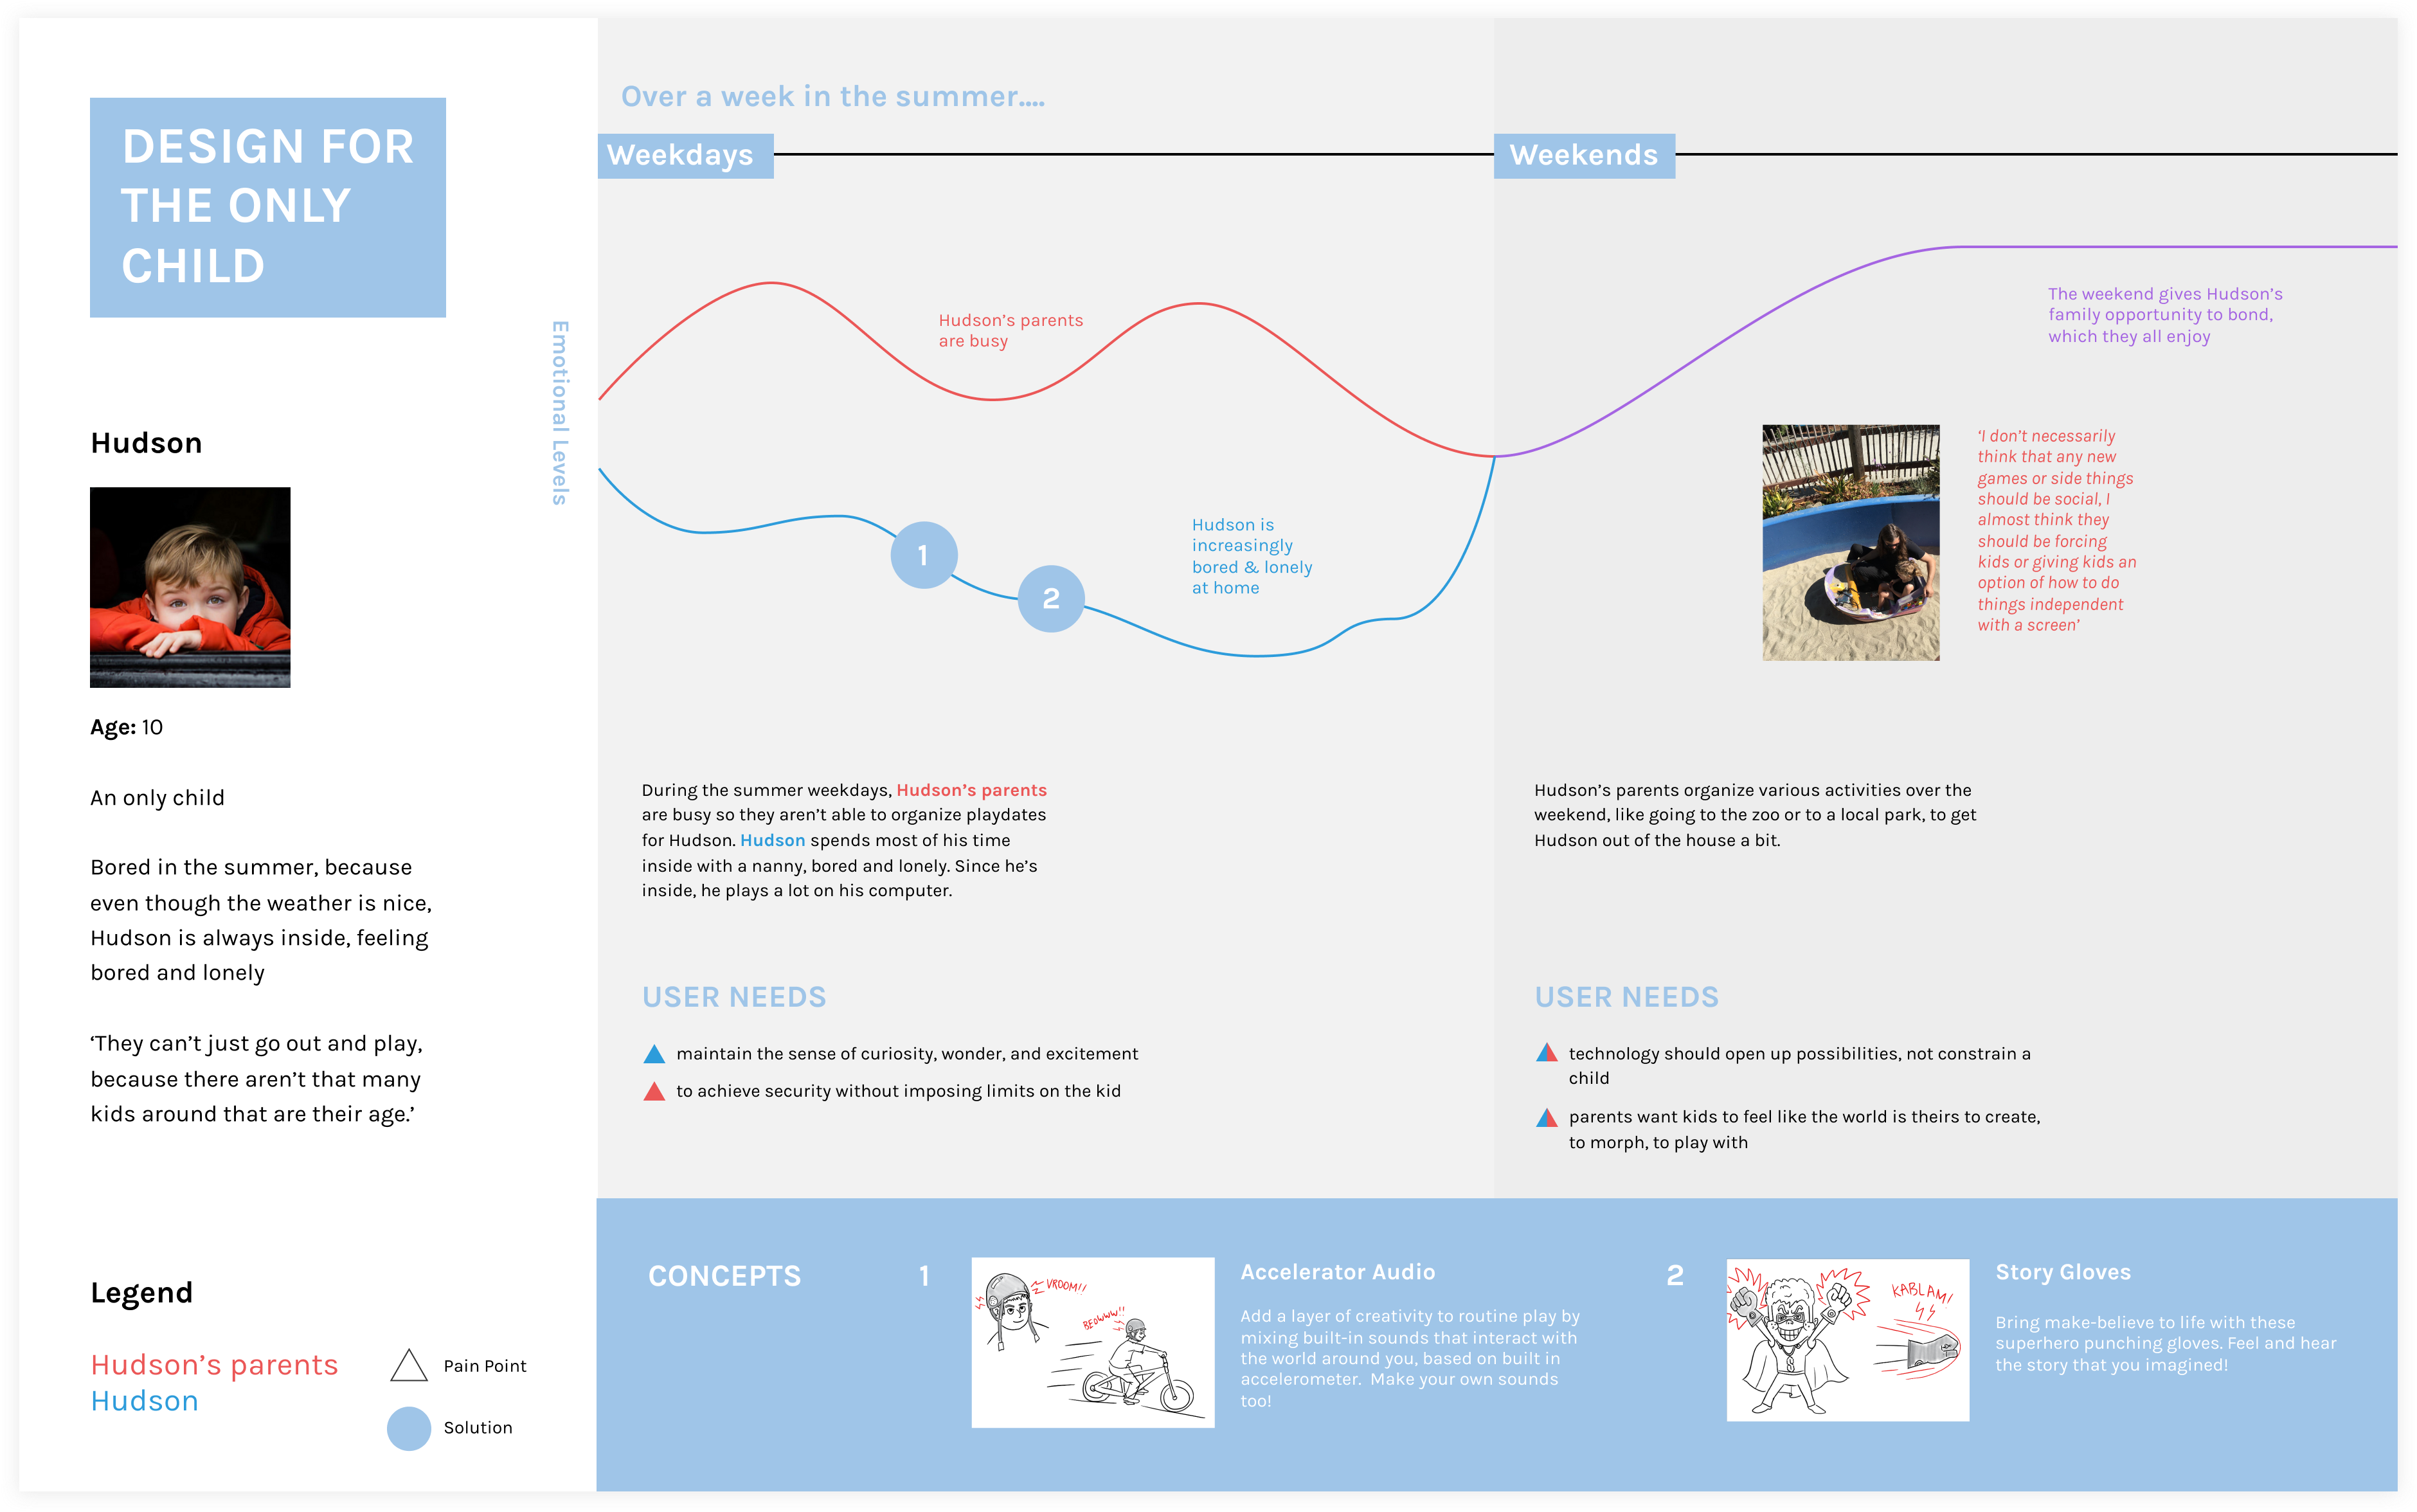 DESIGN FOR
THE ONLY
CHILD
Hudson
Age: 10
An only child
Bored in the summer, because
even though the weather is nice,
Hudson is always inside, feeling
bored and lonely
‘They can’t just go out and play,
because there aren’t that many
kids around that are their age.’
Legend
Hudson’s parents
Hudson
Pain Point
Solution
Emotional Levels
Over a week in the summer....
Weekdays
Hudson’s parents
are busy
1
2
Hudson is
increasingly
bored & lonely
at home
During the summer weekdays, Hudson’s parents
are busy so they aren’t able to organize playdates
for Hudson. Hudson spends most of his time
inside with a nanny, bored and lonely. Since he’s
inside, he plays a lot on his computer.
USER NEEDS
maintain the sense of curiosity, wonder, and excitement
to achieve security without imposing limits on the kid
Weekends
The weekend gives Hudson’s
family opportunity to bond,
which they all enjoy
‘I don’t necessarily
think that any new
games or side things
should be social, I
almost think they
should be forcing
kids or giving kids an
option of how to do
things independent
with a screen’
Hudson’s parents organize various activities over the
weekend, like going to the zoo or to a local park, to get
Hudson out of the house a bit.
USER NEEDS
technology should open up possibilities, not constrain a
child
parents want kids to feel like the world is theirs to create,
to morph, to play with
CONCEPTS
1
VROOM!!
BEOWWW!!
Accelerator Audio
Add a layer of creativity to routine play by
mixing built-in sounds that interact with
the world around you, based on built in
accelerometer. Make your own sounds
too!
2
KABLAM!
Story Gloves
Bring make-believe to life with these
superhero punching gloves. Feel and hear
the story that you imagined!